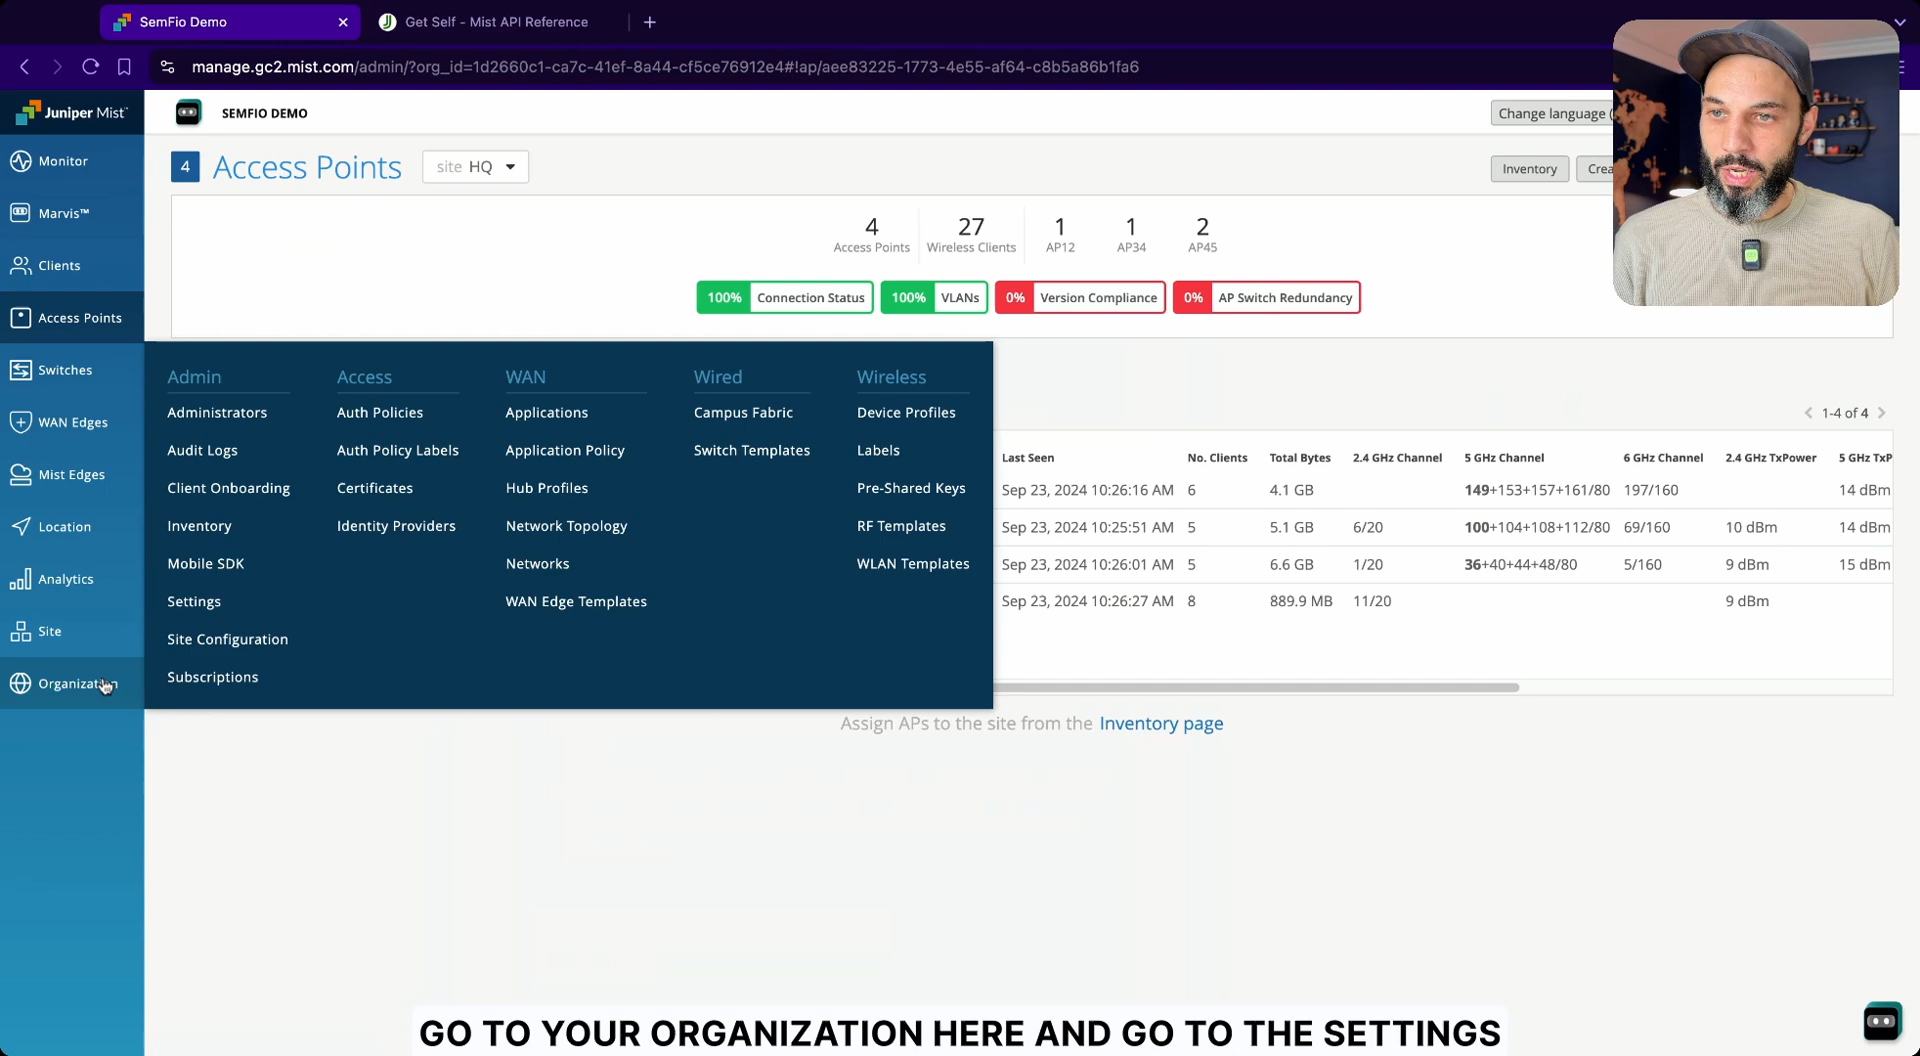 SemFio Demo
Get Self - Mist API Reference
manage.gc2.mist.com/admin/?org_id=1d2660c1-ca7c-41ef-8a44-cf5ce76912e4#!ap/aee83225-1773-4e55-af64-c8b5a86b1fa6
Juniper Mist™
SEMFIO DEMO
Change language (
Monitor
Marvis™
Clients
Access Points
Switches
WAN Edges
Mist Edges
Location
Analytics
Site
Organization
4 Access Points site HQ
Inventory Crea
4 27 1 1 2
Access Points Wireless Clients AP12 AP34 AP45
100% Connection Status 100% VLANs 0% Version Compliance 0% AP Switch Redundancy
Admin
Administrators
Audit Logs
Client Onboarding
Inventory
Mobile SDK
Settings
Site Configuration
Subscriptions
Access
Auth Policies
Auth Policy Labels
Certificates
Identity Providers
WAN
Applications
Application Policy
Hub Profiles
Network Topology
Networks
WAN Edge Templates
Wired
Campus Fabric
Switch Templates
Wireless
Device Profiles
Labels
Pre-Shared Keys
RF Templates
WLAN Templates
1-4 of 4
Last Seen No. Clients Total Bytes 2.4 GHz Channel 5 GHz Channel 6 GHz Channel 2.4 GHz TxPower 5 GHz TxP
Sep 23, 2024 10:26:16 AM 6 4.1 GB 149+153+157+161/80 197/160 14 dBm
Sep 23, 2024 10:25:51 AM 5 5.1 GB 6/20 100+104+108+112/80 69/160 10 dBm 14 dBm
Sep 23, 2024 10:26:01 AM 5 6.6 GB 1/20 36+40+44+48/80 5/160 9 dBm 15 dBm
Sep 23, 2024 10:26:27 AM 8 889.9 MB 11/20 9 dBm
Assign APs to the site from the Inventory page
GO TO YOUR ORGANIZATION HERE AND GO TO THE SETTINGS